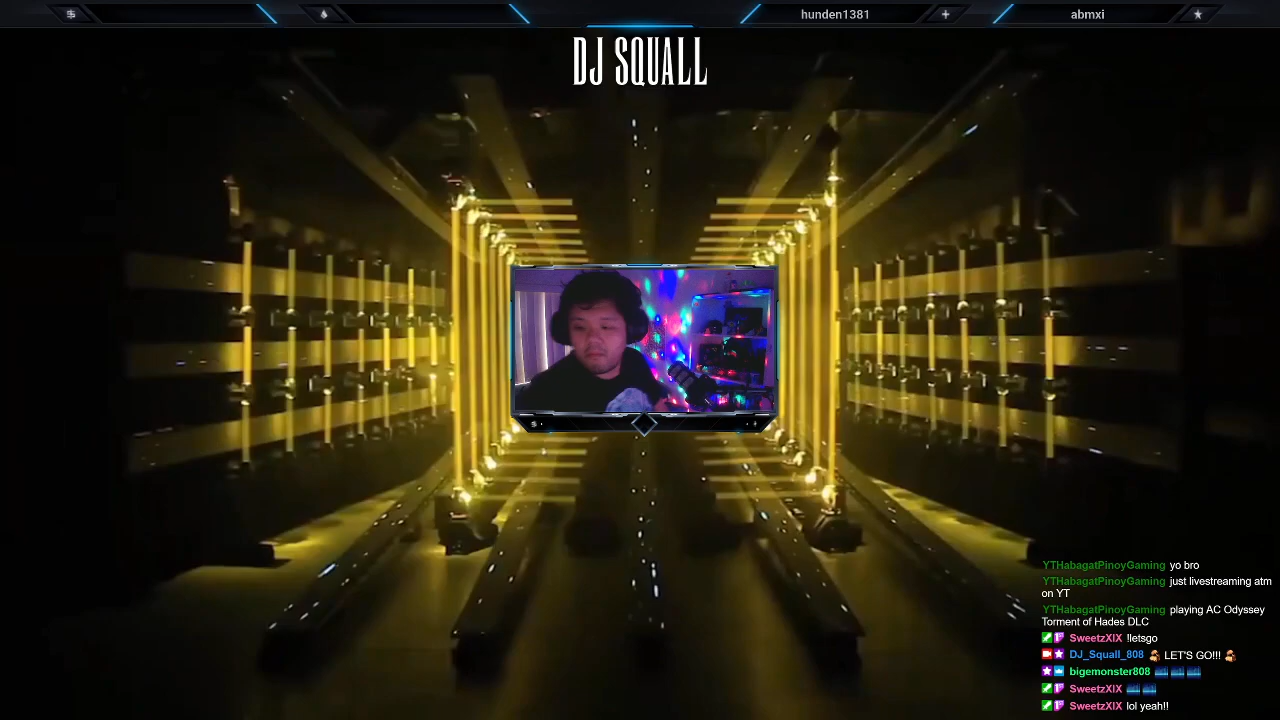 hunden1381
abmxi
DJ SQUALL
YTHabagatPinoyGaming yo bro
YTHabagatPinoyGaming just livestreaming atm
on YT
YTHabagatPinoyGaming playing AC Odyssey
Torment of Hades DLC
SweetzXIX !letsgo
DJ_Squall_808 LET'S GO!!!
bigemonster808
SweetzXIX
SweetzXIX lol yeah!!